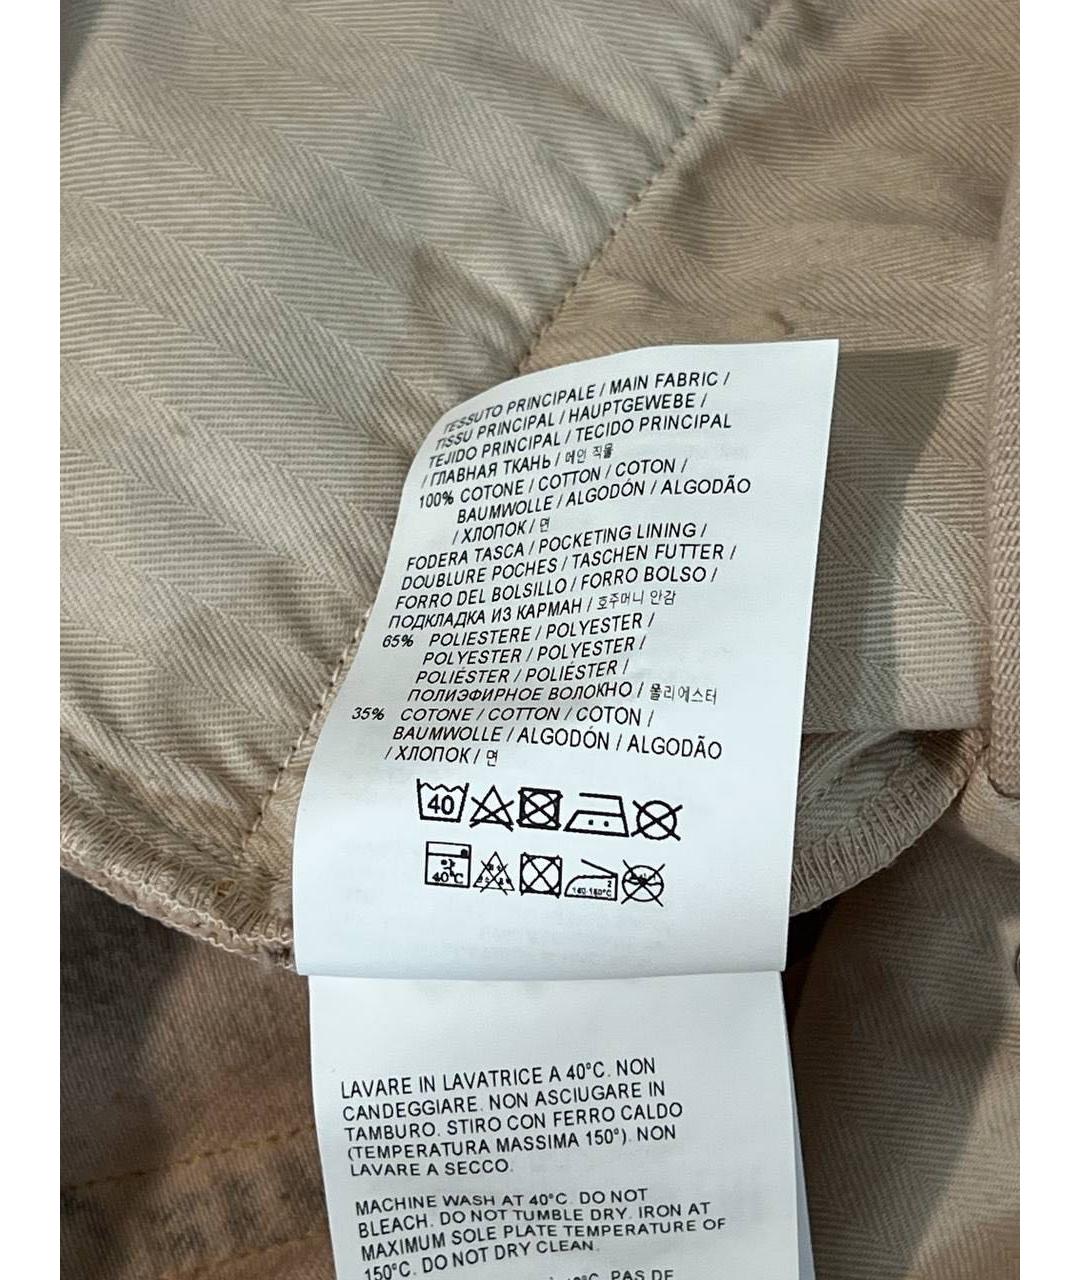 TESSUTO PRINCIPALE / MAIN FABRIC /
TISSU PRINCIPAL / HAUPTGEWEBE /
TEJIDO PRINCIPAL / TECIDO PRINCIPAL
/ ГЛАВНАЯ ТКАНЬ / 메인 직물
100% COTONE / COTTON / COTON /
BAUMWOLLE / ALGODÓN / ALGODÃO
/ ХЛОПОК / 면
FODERA TASCA / POCKETING LINING /
DOUBLURE POCHES / TASCHEN FUTTER /
FORRO DEL BOLSILLO / FORRO BOLSO /
ПОДКЛАДКА ИЗ КАРМАН / 호주머니 안감
65% POLIESTERE / POLYESTER /
POLYESTER / POLYESTER /
POLIÉSTER / POLIÉSTER /
ПОЛИЭФИРНОЕ ВОЛОКНО / 폴리에스터
35% COTONE / COTTON / COTON /
BAUMWOLLE / ALGODÓN / ALGODÃO
/ ХЛОПОК / 면
40
40°C 2
LAVARE IN LAVATRICE A 40°C. NON
CANDEGGIARE. NON ASCIUGARE IN
TAMBURO. STIRO CON FERRO CALDO
(TEMPERATURA MASSIMA 150°). NON
LAVARE A SECCO.
MACHINE WASH AT 40°C. DO NOT
BLEACH. DO NOT TUMBLE DRY. IRON AT
MAXIMUM SOLE PLATE TEMPERATURE OF
150°C. DO NOT DRY CLEAN.
PAS DE